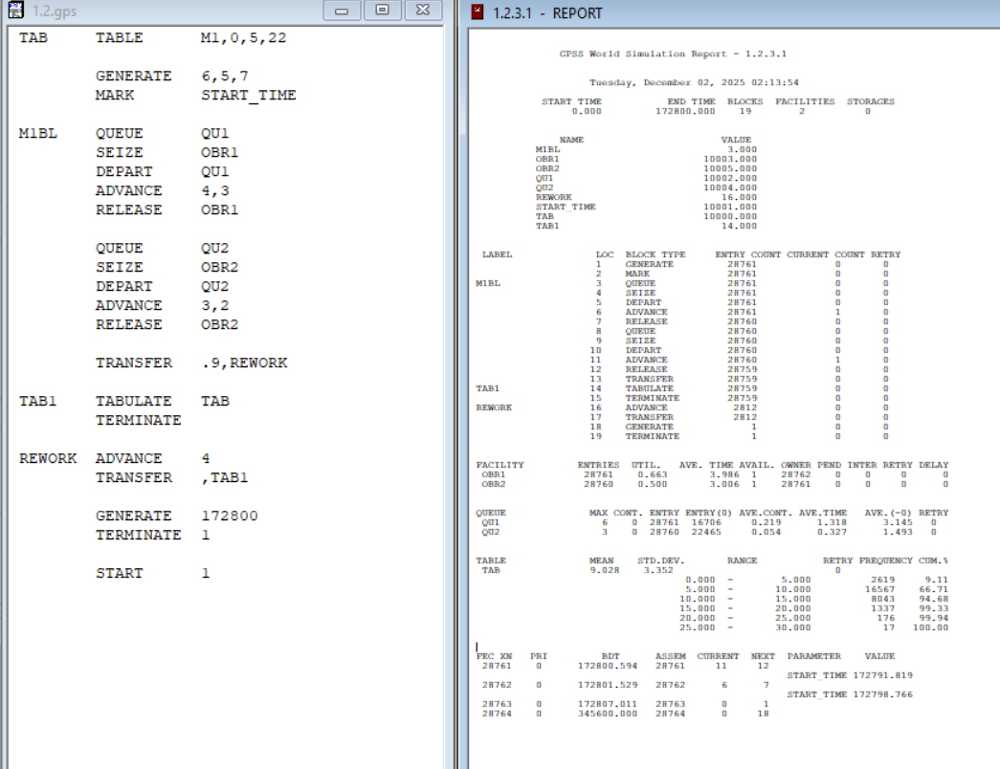 1.2.gps
TAB TABLE M1,0,5,22
GENERATE 6,5,7
MARK START_TIME
M1BL QUEUE QU1
SEIZE OBR1
DEPART QU1
ADVANCE 4,3
RELEASE OBR1
QUEUE QU2
SEIZE OBR2
DEPART QU2
ADVANCE 3,2
RELEASE OBR2
TRANSFER .9,REWORK
TAB1 TABULATE TAB
TERMINATE
REWORK ADVANCE 4
TRANSFER ,TAB1
GENERATE 172800
TERMINATE 1
START 1
1.2.3.1 - REPORT
GPSS World Simulation Report - 1.2.3.1
Tuesday, December 02, 2025 02:13:54
START TIME END TIME BLOCKS FACILITIES STORAGES
0.000 172800.000 19 2 0
NAME VALUE
M1BL 3.000
OBR1 10003.000
OBR2 10005.000
QU1 10002.000
QU2 10004.000
REWORK 16.000
START_TIME 10001.000
TAB 10000.000
TAB1 14.000
LABEL LOC BLOCK TYPE ENTRY COUNT CURRENT COUNT RETRY
1 GENERATE 28761 0 0
2 MARK 28761 0 0
M1BL 3 QUEUE 28761 0 0
4 SEIZE 28761 0 0
5 DEPART 28761 0 0
6 ADVANCE 28761 1 0
7 RELEASE 28760 0 0
8 QUEUE 28760 0 0
9 SEIZE 28760 0 0
10 DEPART 28760 0 0
11 ADVANCE 28760 1 0
12 RELEASE 28759 0 0
13 TRANSFER 28759 0 0
TAB1 14 TABULATE 28759 0 0
15 TERMINATE 28759 0 0
REWORK 16 ADVANCE 2812 0 0
17 TRANSFER 2812 0 0
18 GENERATE 1 0 0
19 TERMINATE 1 0 0
FACILITY ENTRIES UTIL. AVE. TIME AVAIL. OWNER PEND INTER RETRY DELAY
OBR1 28761 0.663 3.986 1 28762 0 0 0 0
OBR2 28760 0.500 3.006 1 28761 0 0 0 0
QUEUE MAX CONT. ENTRY ENTRY(0) AVE.CONT. AVE.TIME AVE.(-0) RETRY
QU1 6 0 28761 16706 0.219 1.318 3.145 0
QU2 3 0 28760 22465 0.054 0.327 1.493 0
TABLE MEAN STD.DEV. RANGE RETRY FREQUENCY CUM.%
TAB 9.028 3.352 0
0.000 - 5.000 2619 9.11
5.000 - 10.000 16567 66.71
10.000 - 15.000 8043 94.68
15.000 - 20.000 1337 99.33
20.000 - 25.000 176 99.94
25.000 - 30.000 17 100.00
FEC XN PRI BDT ASSEM CURRENT NEXT PARAMETER VALUE
28761 0 172800.594 28761 11 12
START_TIME 172791.819
28762 0 172801.529 28762 6 7
START_TIME 172798.766
28763 0 172807.011 28763 0 1
28764 0 345600.000 28764 0 18